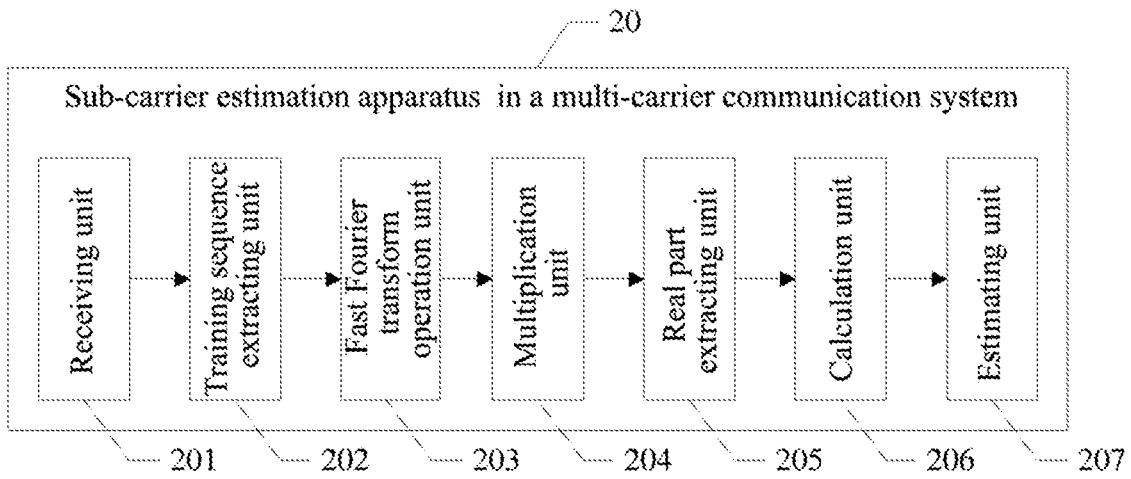 20
Sub-carrier estimation apparatus in a multi-carrier communication system
Receiving unit
Training sequence
extracting unit
Fast Fourier
transform
operation unit
Multiplication
unit
Real part
extracting unit
Calculation unit
Estimating unit
201
202
203
204
205
206
207